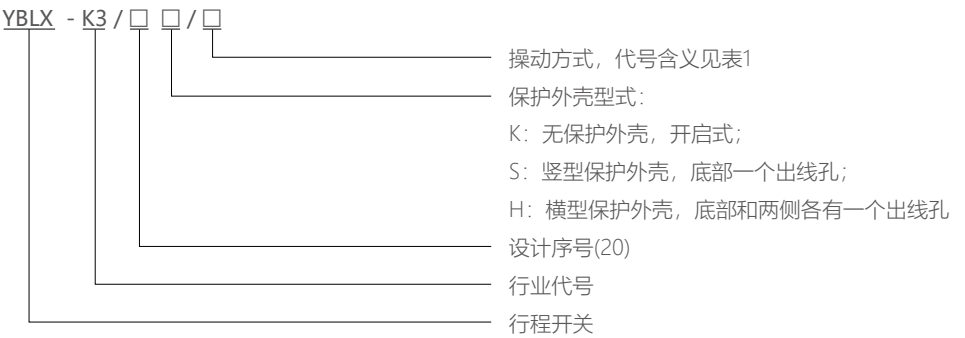 YBLX - K3 / □ □ / □
操动方式，代号含义见表1
保护外壳型式：
K：无保护外壳，开启式；
S：竖型保护外壳，底部一个出线孔；
H：横型保护外壳，底部和两侧各有一个出线孔
设计序号(20)
行业代号
行程开关